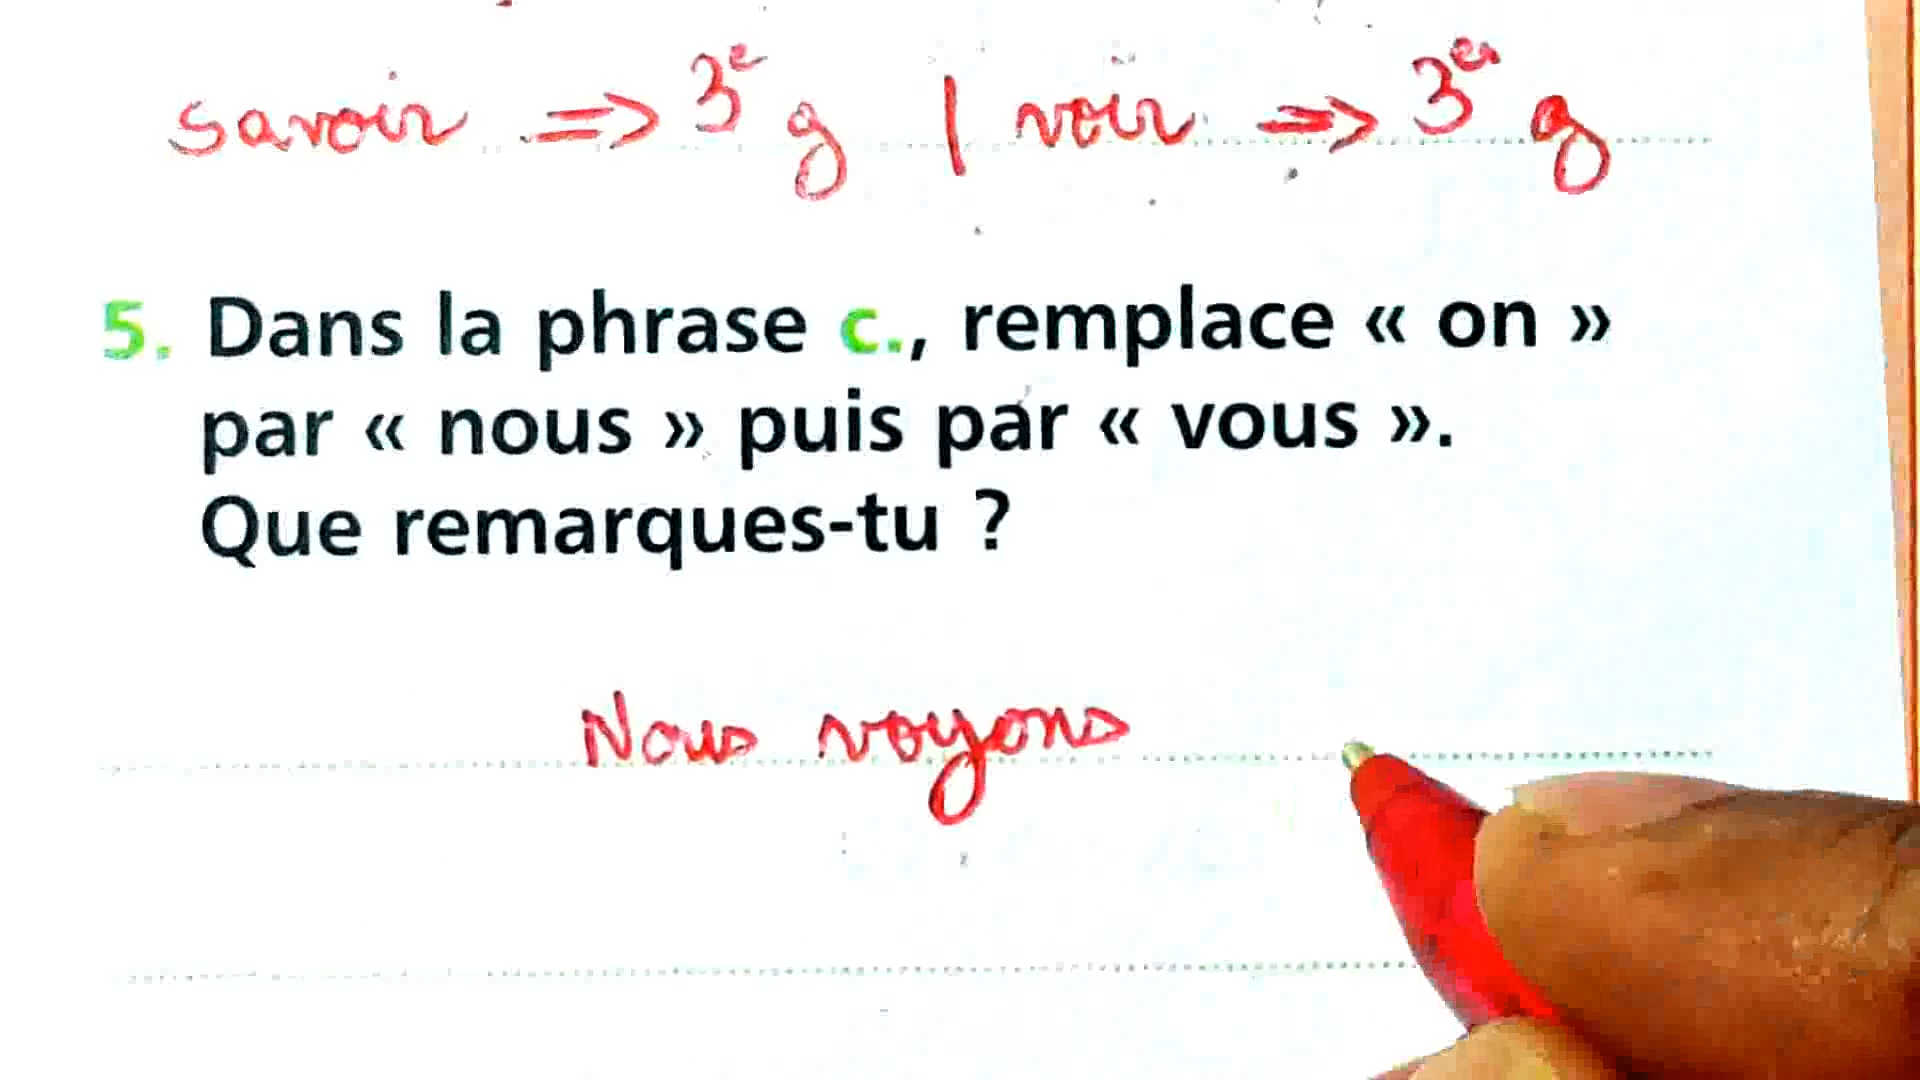 savoir => 3e g | voir => 3e g
5. Dans la phrase c., remplace « on »
par « nous » puis par « vous ».
Que remarques-tu ?
Nous voyons